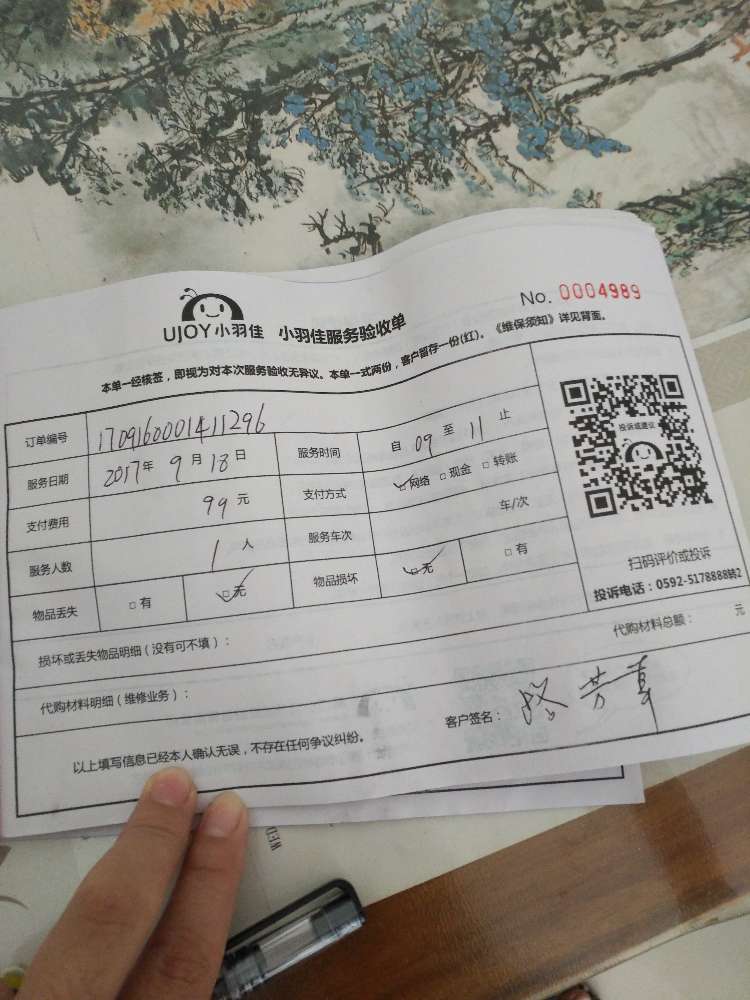 UJOY小羽佳 小羽佳服务验收单 No. 0004989
本单一经核签，即视为对本次服务验收无异议。本单一式两份，客户留存一份(红)。《维保须知》详见背面。
订单编号 1709160001411296
服务日期 2017年 9月 18日 服务时间 自 09 至 11 止
支付费用 99元 支付方式 □网络 □现金 □转账
服务人数 1人 服务车次 车/次
物品丢失 □有 □无 物品损坏 □无 □有
投诉或建议
扫码评价或投诉
投诉电话：0592-5178888转2
损坏或丢失物品明细（没有可不填）：
代购材料明细（维修业务）： 代购材料总额： 元
以上填写信息已经本人确认无误，不存在任何争议纠纷。 客户签名：
WED